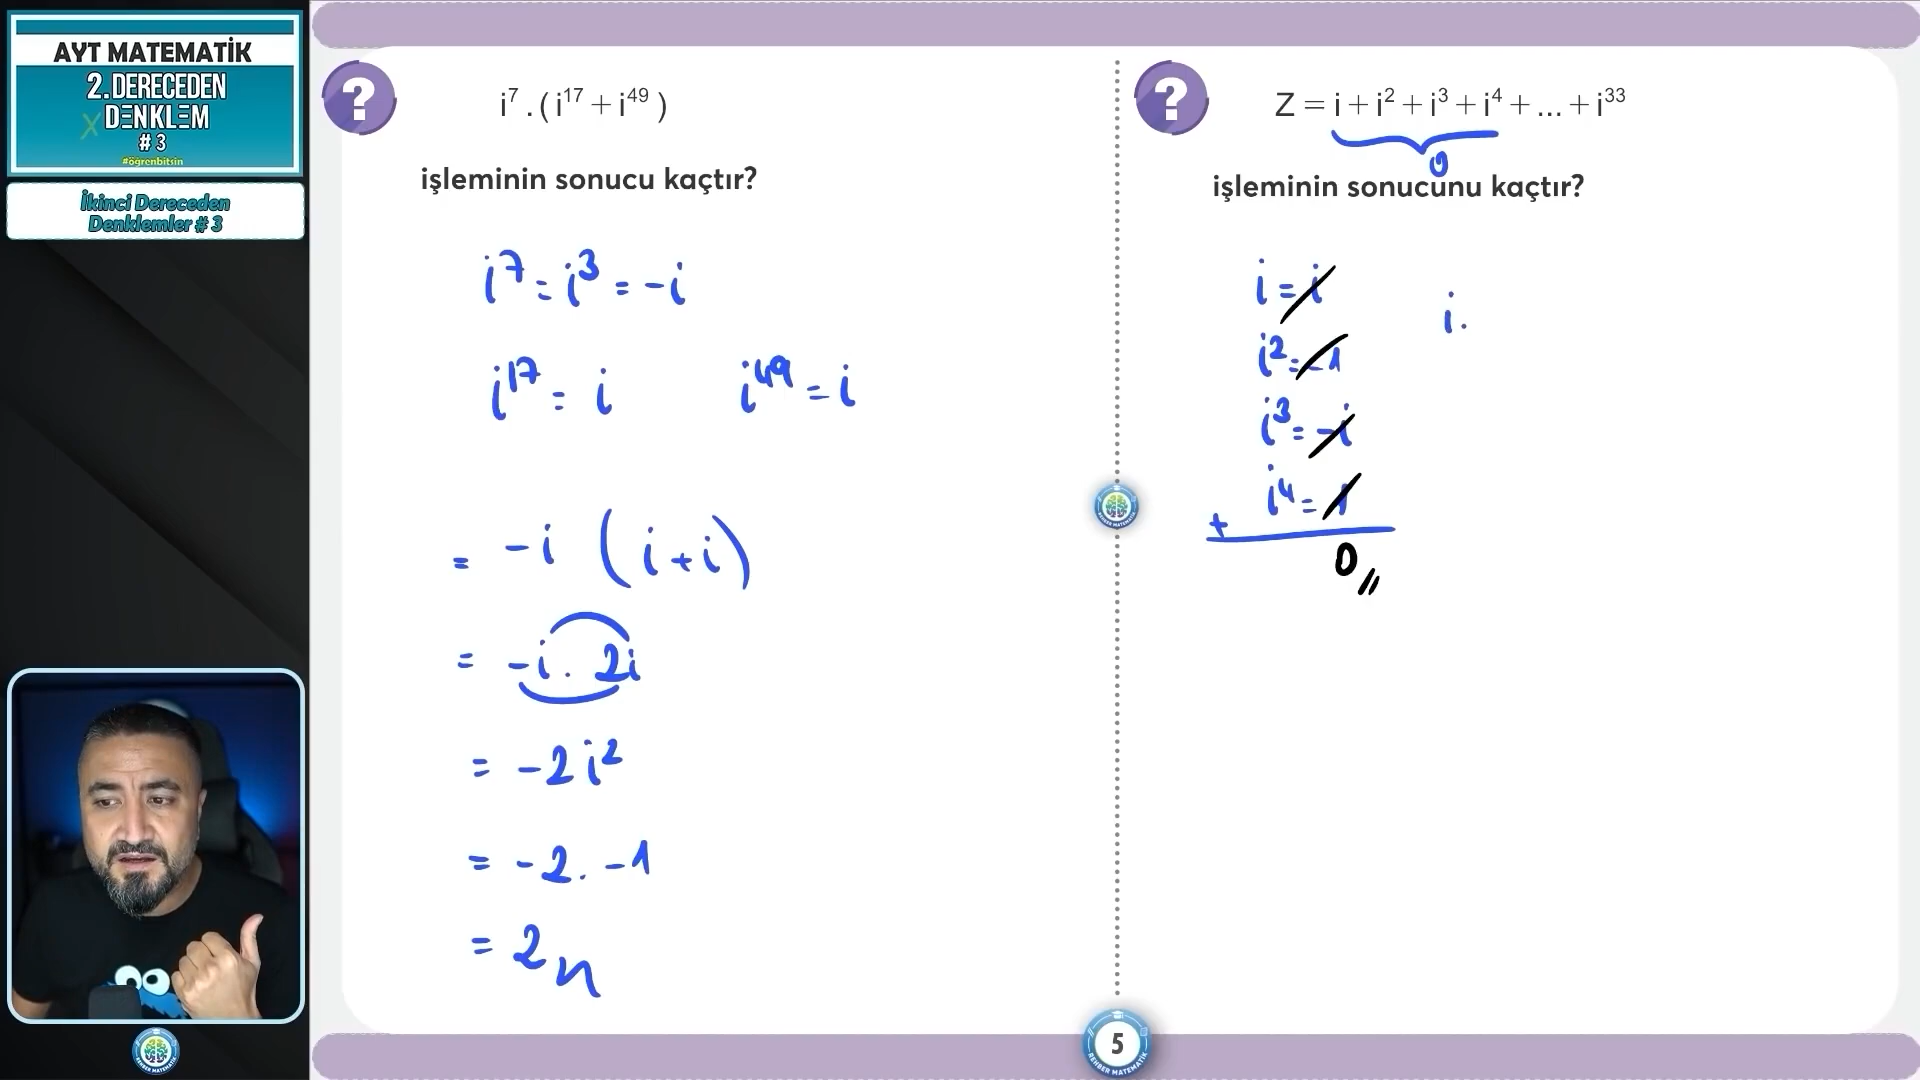 AYT MATEMATİK
2.DERECEDEN
DENKLEM
# 3
#öğrenbitsin
İkinci Dereceden
Denklemler # 3
?
i⁷ . ( i¹⁷ + i⁴⁹ )
işleminin sonucu kaçtır?
i⁷ = i³ = -i
i¹⁷ = i i⁴⁹ = i
= -i (i+i)
= -i . 2i
= -2i²
= -2. -1
= 2
?
Z = i + i² + i³ + i⁴ + ... + i³³
0
işleminin sonucunu kaçtır?
i = i
i² = -1
i³ = -i
i⁴ = 1
+
0
i.
5
REHBER MATEMATİK